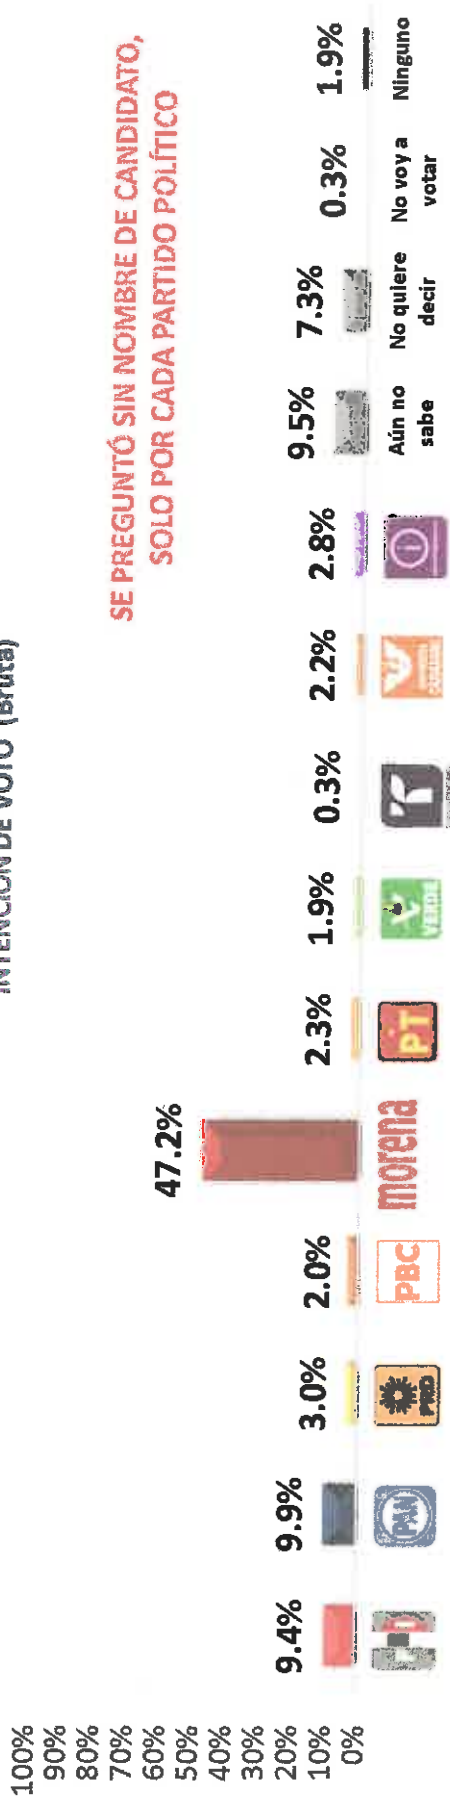 INTENCIÓN DE VOTO (Bruta)
SE PREGUNTÓ SIN NOMBRE DE CANDIDATO,
SOLO POR CADA PARTIDO POLÍTICO
100%
90%
80%
70%
60%
50%
40%
30%
20%
10%
0%
9.4%
9.9%
3.0%
2.0%
47.2%
2.3%
1.9%
0.3%
2.2%
2.8%
9.5%
7.3%
0.3%
1.9%
PAN
PRD
PBC
morena
PT
VERDE
Aún no
sabe
No quiere
decir
No voy a
votar
Ninguno